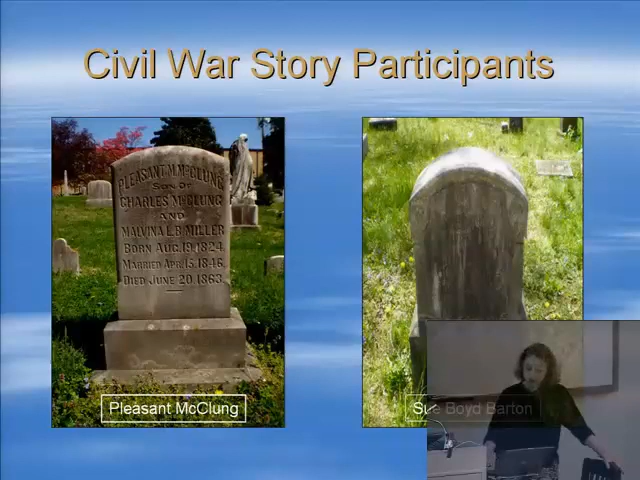 Civil War Story Participants
PLEASANT M. McCLUNG
SON OF
CHARLES McCLUNG
AND
MALVINA L.B. MILLER
BORN AUG. 19, 1824.
MARRIED APR. 15, 1846.
DIED JUNE 20, 1863.
Pleasant McClung
Sue Boyd Barton